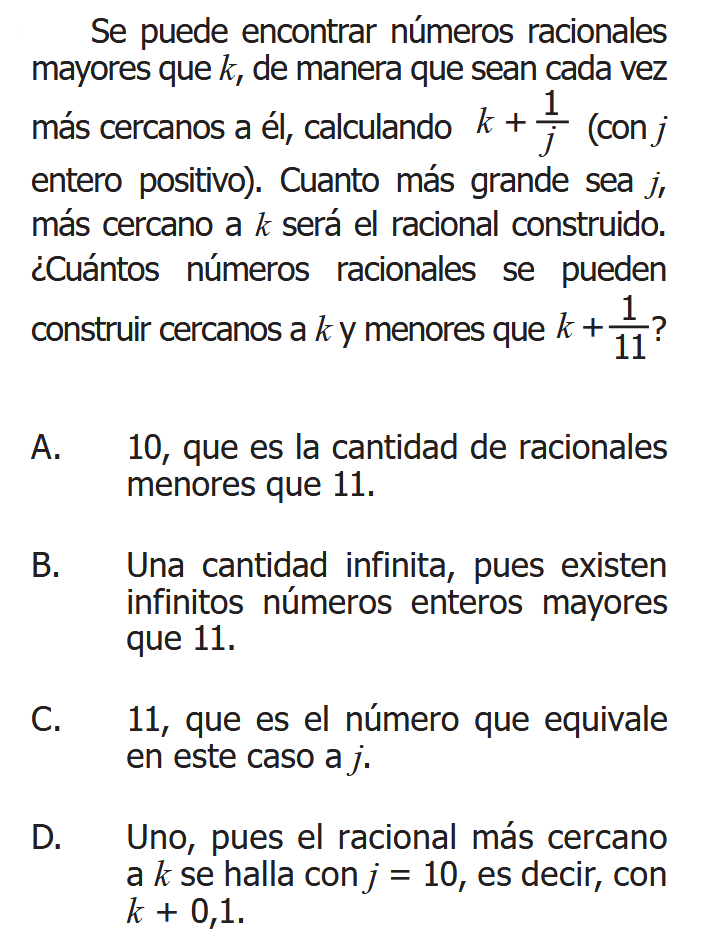 Se puede encontrar números racionales
mayores que k, de manera que sean cada vez
más cercanos a él, calculando k + 1/j (con j
entero positivo). Cuanto más grande sea j,
más cercano a k será el racional construido.
¿Cuántos números racionales se pueden
construir cercanos a k y menores que k + 1/11?
A. 10, que es la cantidad de racionales
menores que 11.
B. Una cantidad infinita, pues existen
infinitos números enteros mayores
que 11.
C. 11, que es el número que equivale
en este caso a j.
D. Uno, pues el racional más cercano
a k se halla con j = 10, es decir, con
k + 0,1.